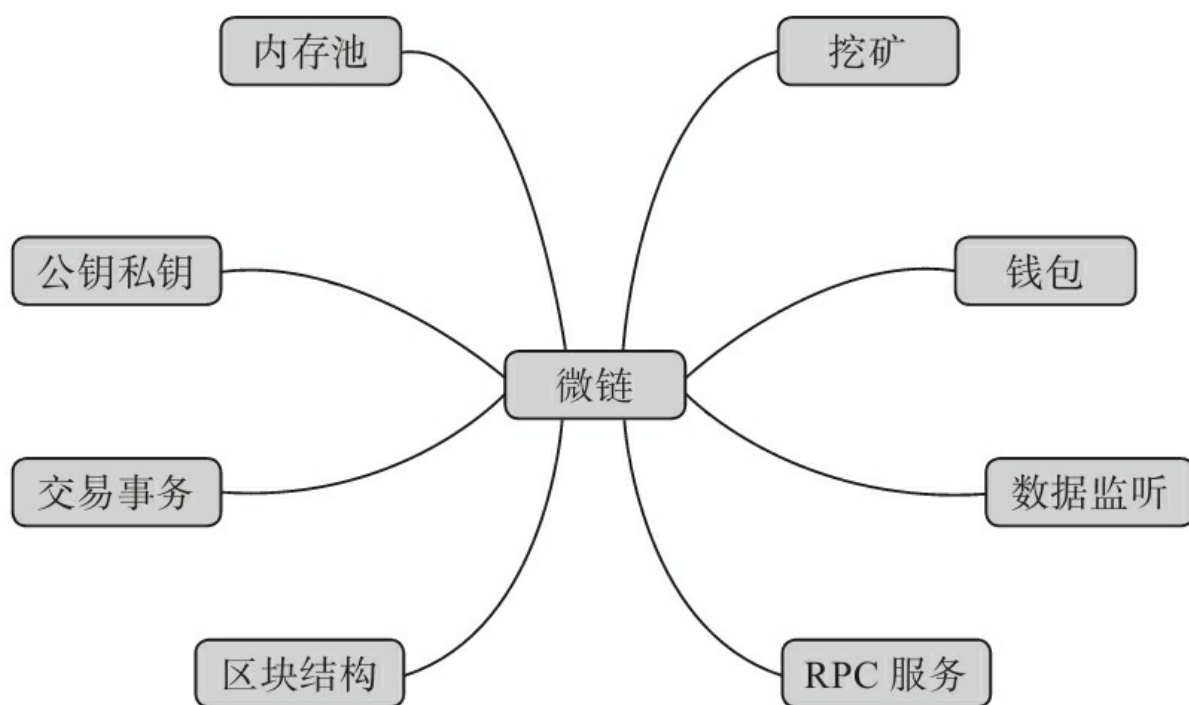 内存池
挖矿
公钥私钥
钱包
微链
交易事务
数据监听
区块结构
RPC 服务